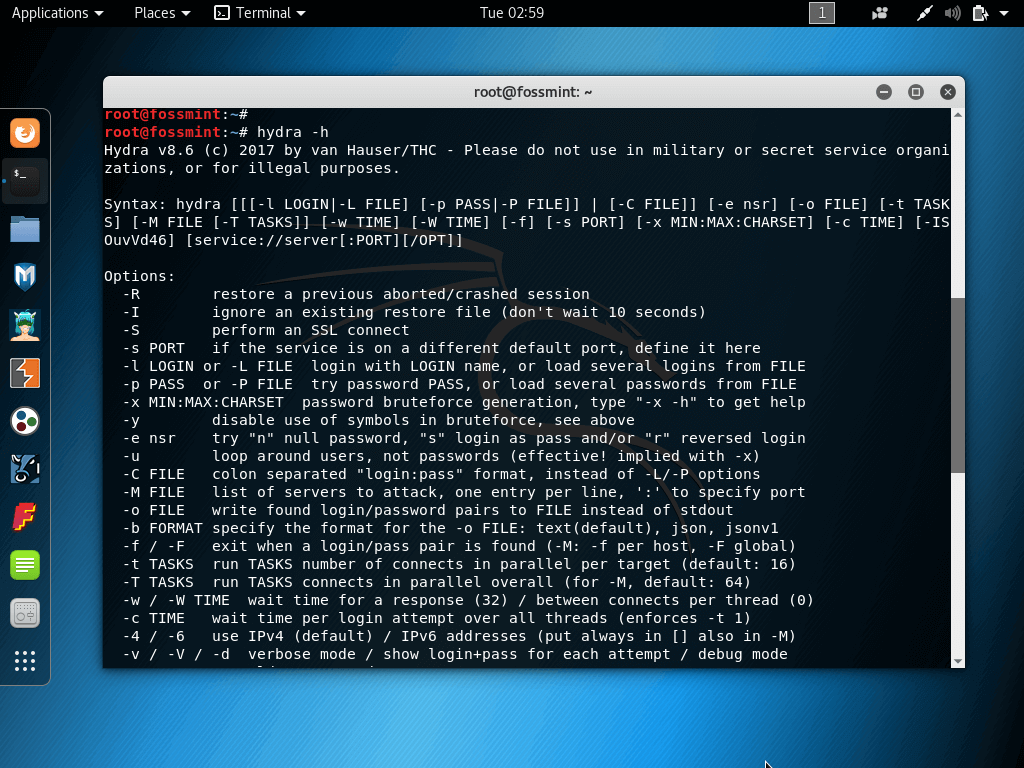 Applications Places Terminal Tue 02:59 1
root@fossmint: ~
root@fossmint:~#
root@fossmint:~# hydra -h
Hydra v8.6 (c) 2017 by van Hauser/THC - Please do not use in military or secret service organi
zations, or for illegal purposes.
Syntax: hydra [[[-l LOGIN|-L FILE] [-p PASS|-P FILE]] | [-C FILE]] [-e nsr] [-o FILE] [-t TASK
S] [-M FILE [-T TASKS]] [-w TIME] [-W TIME] [-f] [-s PORT] [-x MIN:MAX:CHARSET] [-c TIME] [-IS
OuvVd46] [service://server[:PORT][/OPT]]
Options:
-R restore a previous aborted/crashed session
-I ignore an existing restore file (don't wait 10 seconds)
-S perform an SSL connect
-s PORT if the service is on a different default port, define it here
-l LOGIN or -L FILE login with LOGIN name, or load several logins from FILE
-p PASS or -P FILE try password PASS, or load several passwords from FILE
-x MIN:MAX:CHARSET password bruteforce generation, type "-x -h" to get help
-y disable use of symbols in bruteforce, see above
-e nsr try "n" null password, "s" login as pass and/or "r" reversed login
-u loop around users, not passwords (effective! implied with -x)
-C FILE colon separated "login:pass" format, instead of -L/-P options
-M FILE list of servers to attack, one entry per line, ':' to specify port
-o FILE write found login/password pairs to FILE instead of stdout
-b FORMAT specify the format for the -o FILE: text(default), json, jsonv1
-f / -F exit when a login/pass pair is found (-M: -f per host, -F global)
-t TASKS run TASKS number of connects in parallel per target (default: 16)
-T TASKS run TASKS connects in parallel overall (for -M, default: 64)
-w / -W TIME wait time for a response (32) / between connects per thread (0)
-c TIME wait time per login attempt over all threads (enforces -t 1)
-4 / -6 use IPv4 (default) / IPv6 addresses (put always in [] also in -M)
-v / -V / -d verbose mode / show login+pass for each attempt / debug mode